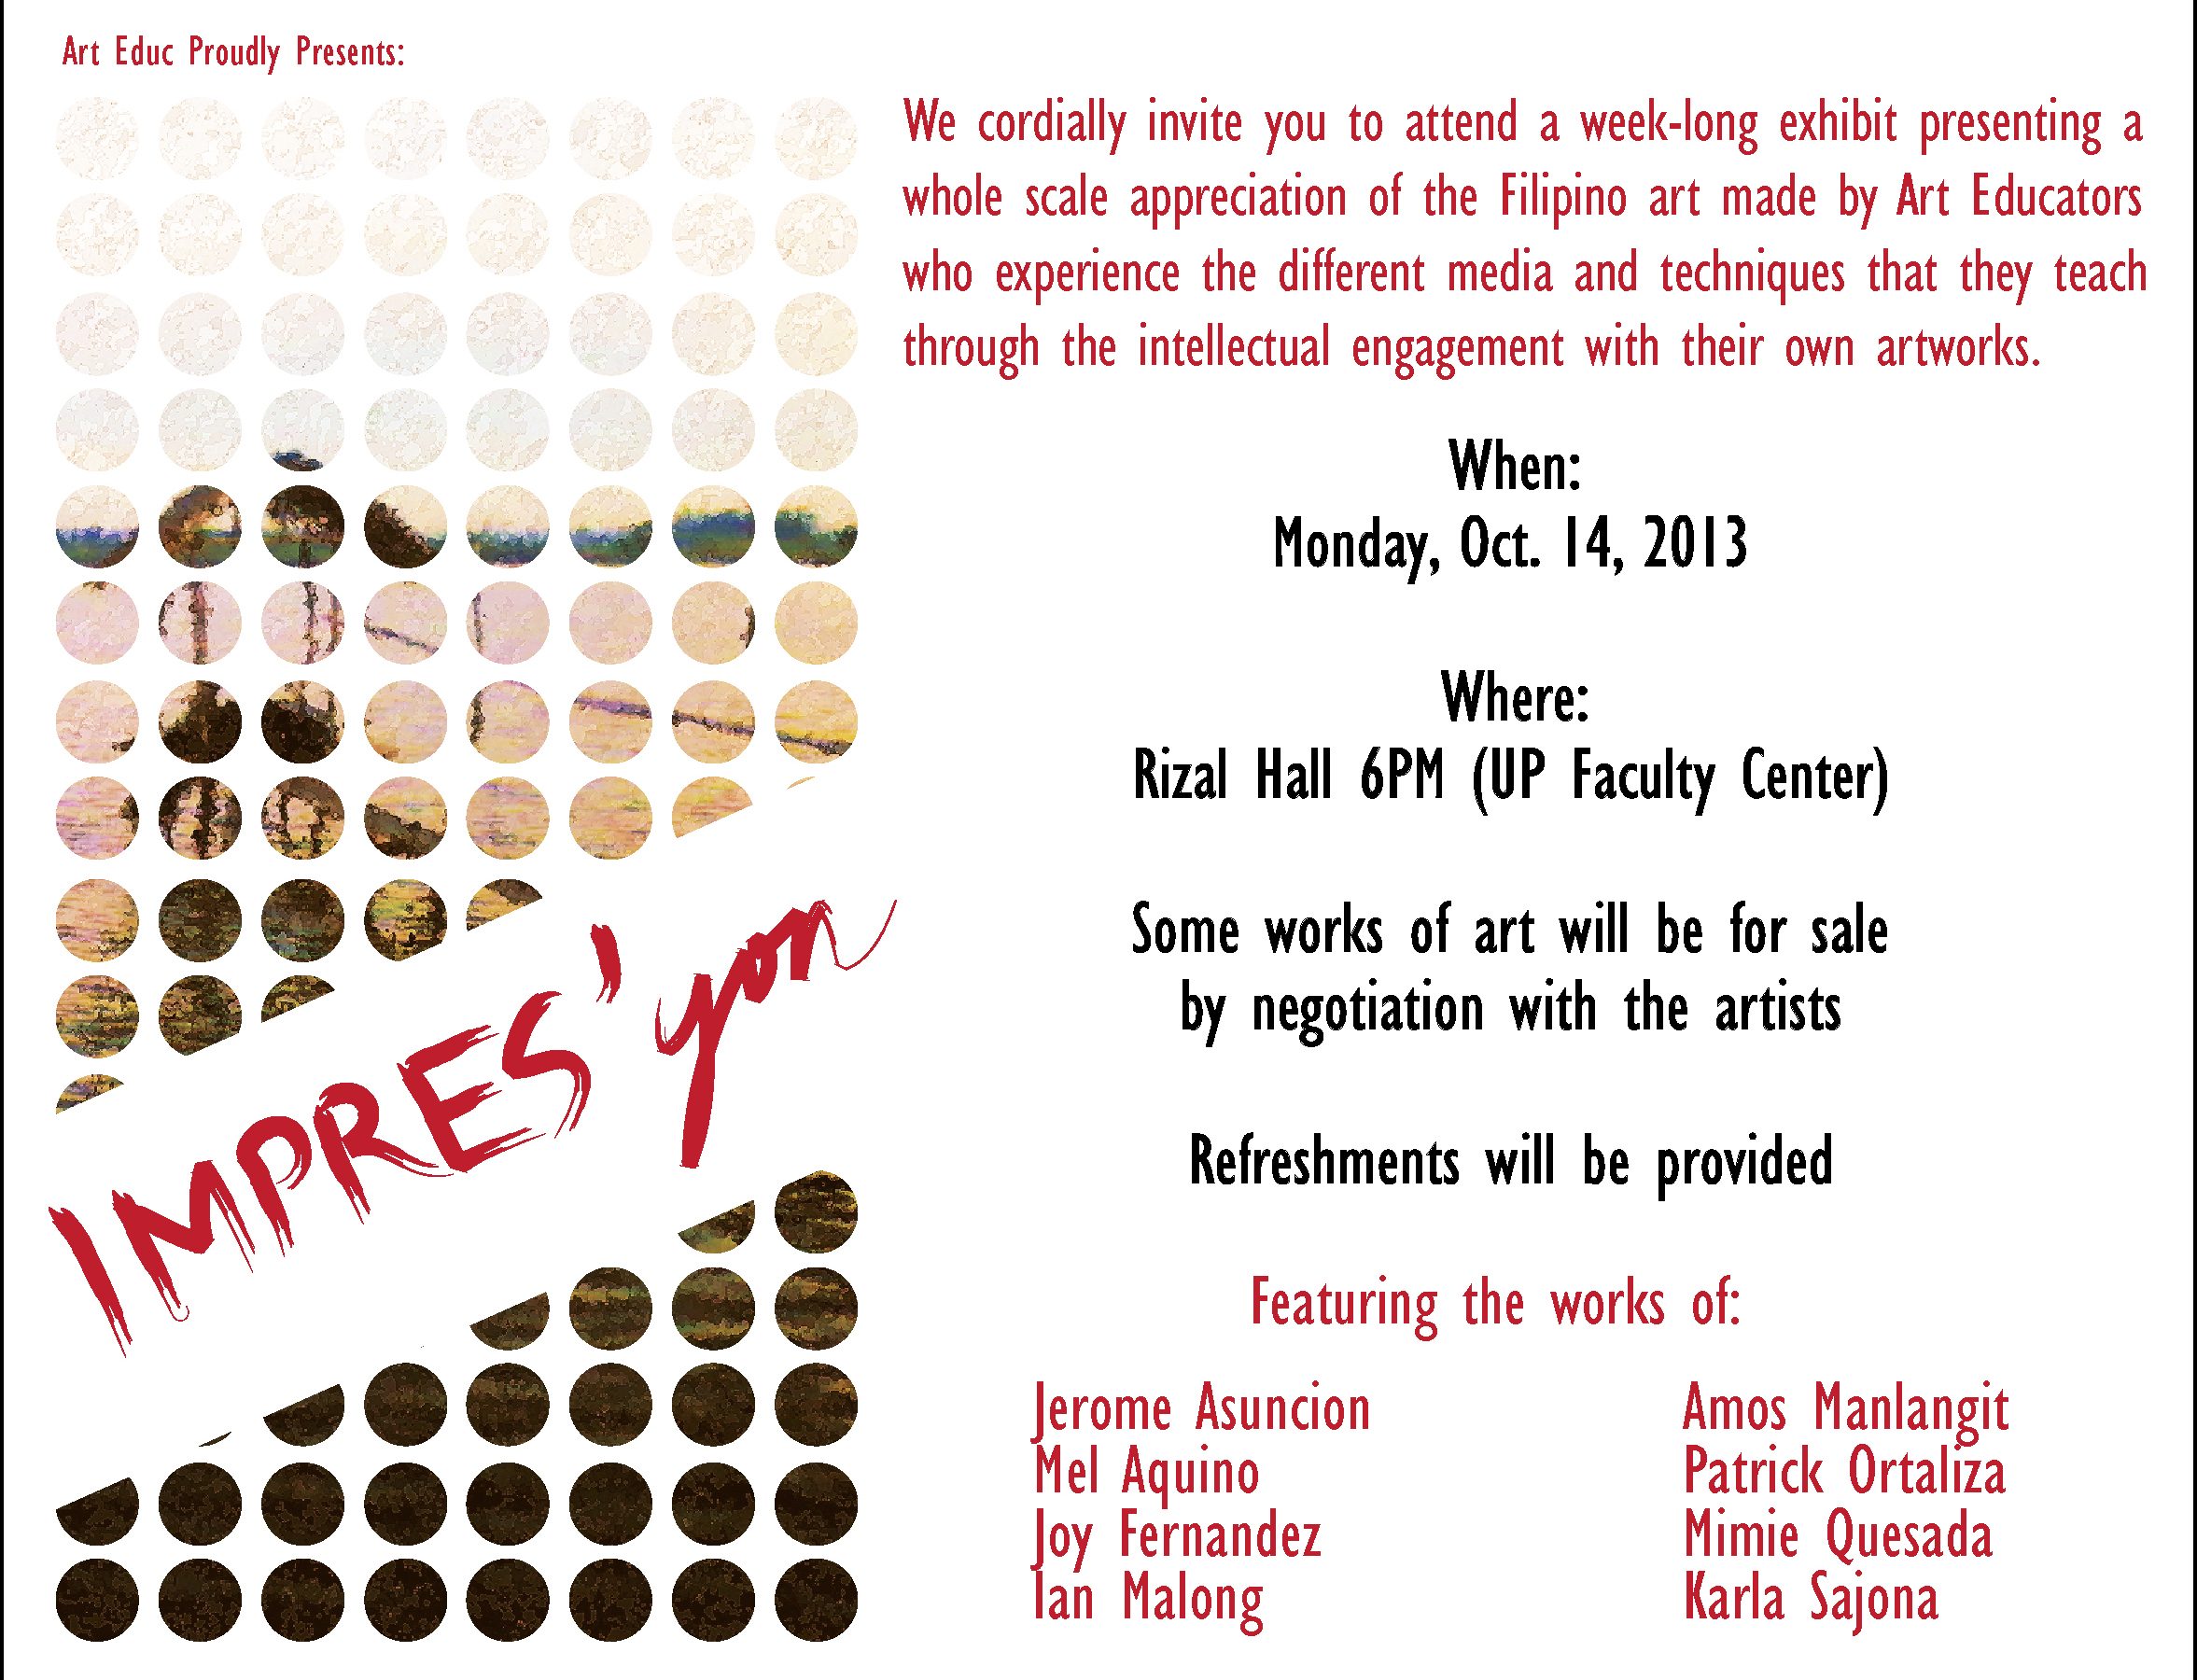 Art Educ Proudly Presents:
We cordially invite you to attend a week-long exhibit presenting a
whole scale appreciation of the Filipino art made by Art Educators
who experience the different media and techniques that they teach
through the intellectual engagement with their own artworks.
When:
Monday, Oct. 14, 2013
Where:
Rizal Hall 6PM (UP Faculty Center)
Some works of art will be for sale
by negotiation with the artists
Refreshments will be provided
IMPRES'yon
Featuring the works of:
Jerome Asuncion
Mel Aquino
Joy Fernandez
Ian Malong
Amos Manlangit
Patrick Ortaliza
Mimie Quesada
Karla Sajona